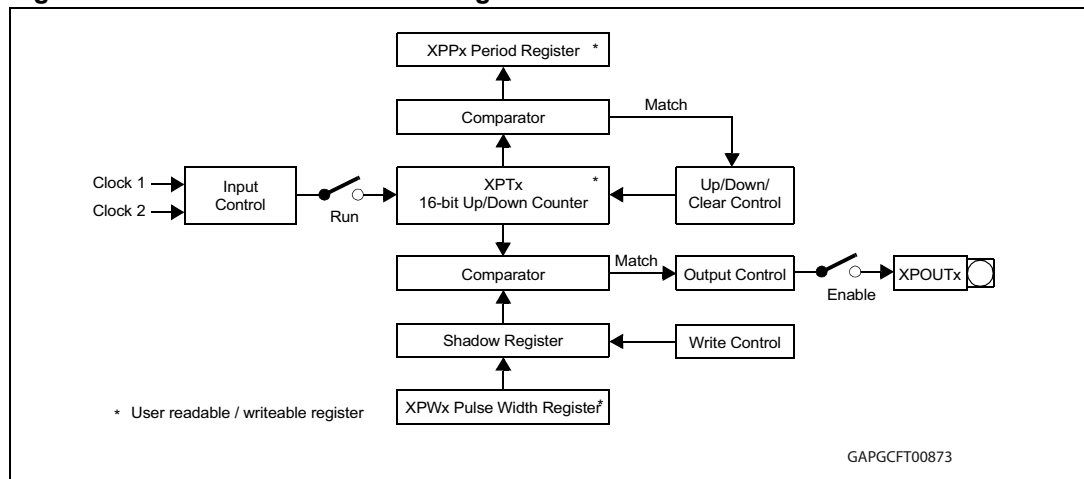 XPPx Period Register *
Comparator
Match
Clock 1
Clock 2
Input
Control
Run
XPTx *
16-bit Up/Down Counter
Up/Down/
Clear Control
Comparator
Match
Output Control
Enable
XPOUTx
Shadow Register
Write Control
XPWx Pulse Width Register*
* User readable / writeable register
GAPGCFT00873